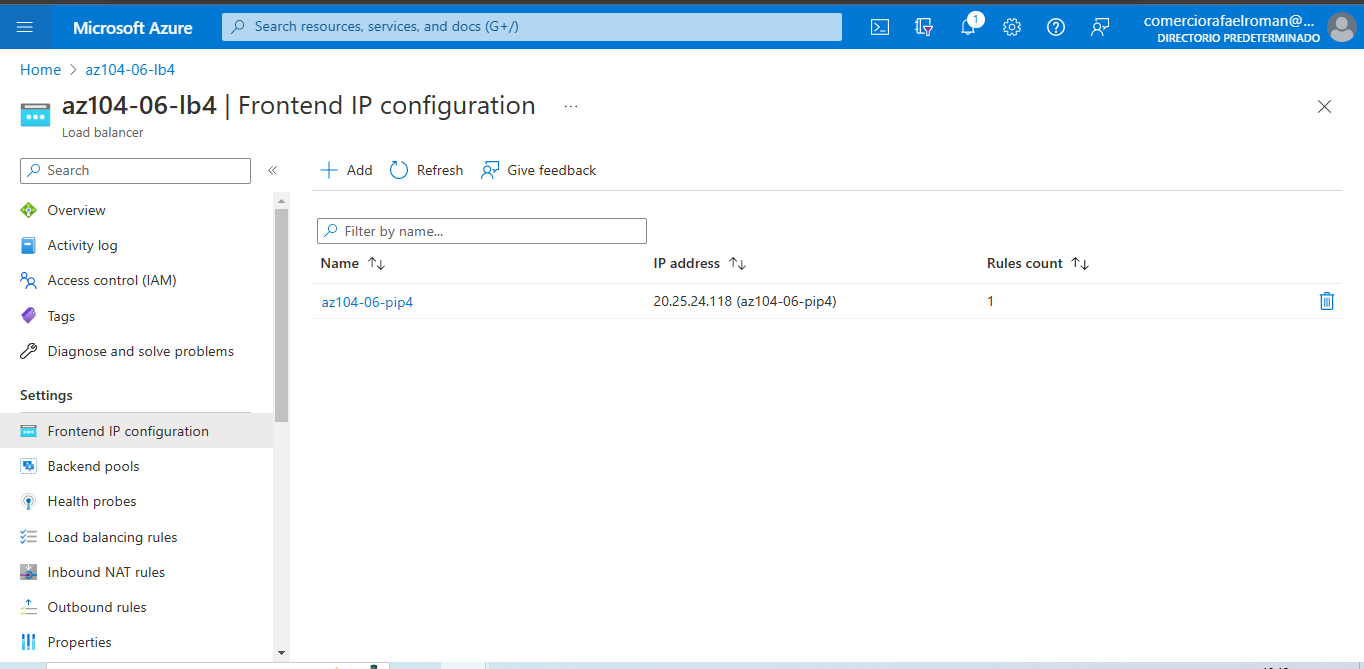 Microsoft Azure
Search resources, services, and docs (G+/)
1
comerciorafaelroman@...
DIRECTORIO PREDETERMINADO
Home > az104-06-lb4
az104-06-lb4 | Frontend IP configuration ...
Load balancer
Search «
Add Refresh Give feedback
Overview
Activity log
Access control (IAM)
Tags
Diagnose and solve problems
Settings
Frontend IP configuration
Backend pools
Health probes
Load balancing rules
Inbound NAT rules
Outbound rules
Properties
Filter by name...
Name ↑↓ IP address ↑↓ Rules count ↑↓
az104-06-pip4 20.25.24.118 (az104-06-pip4) 1